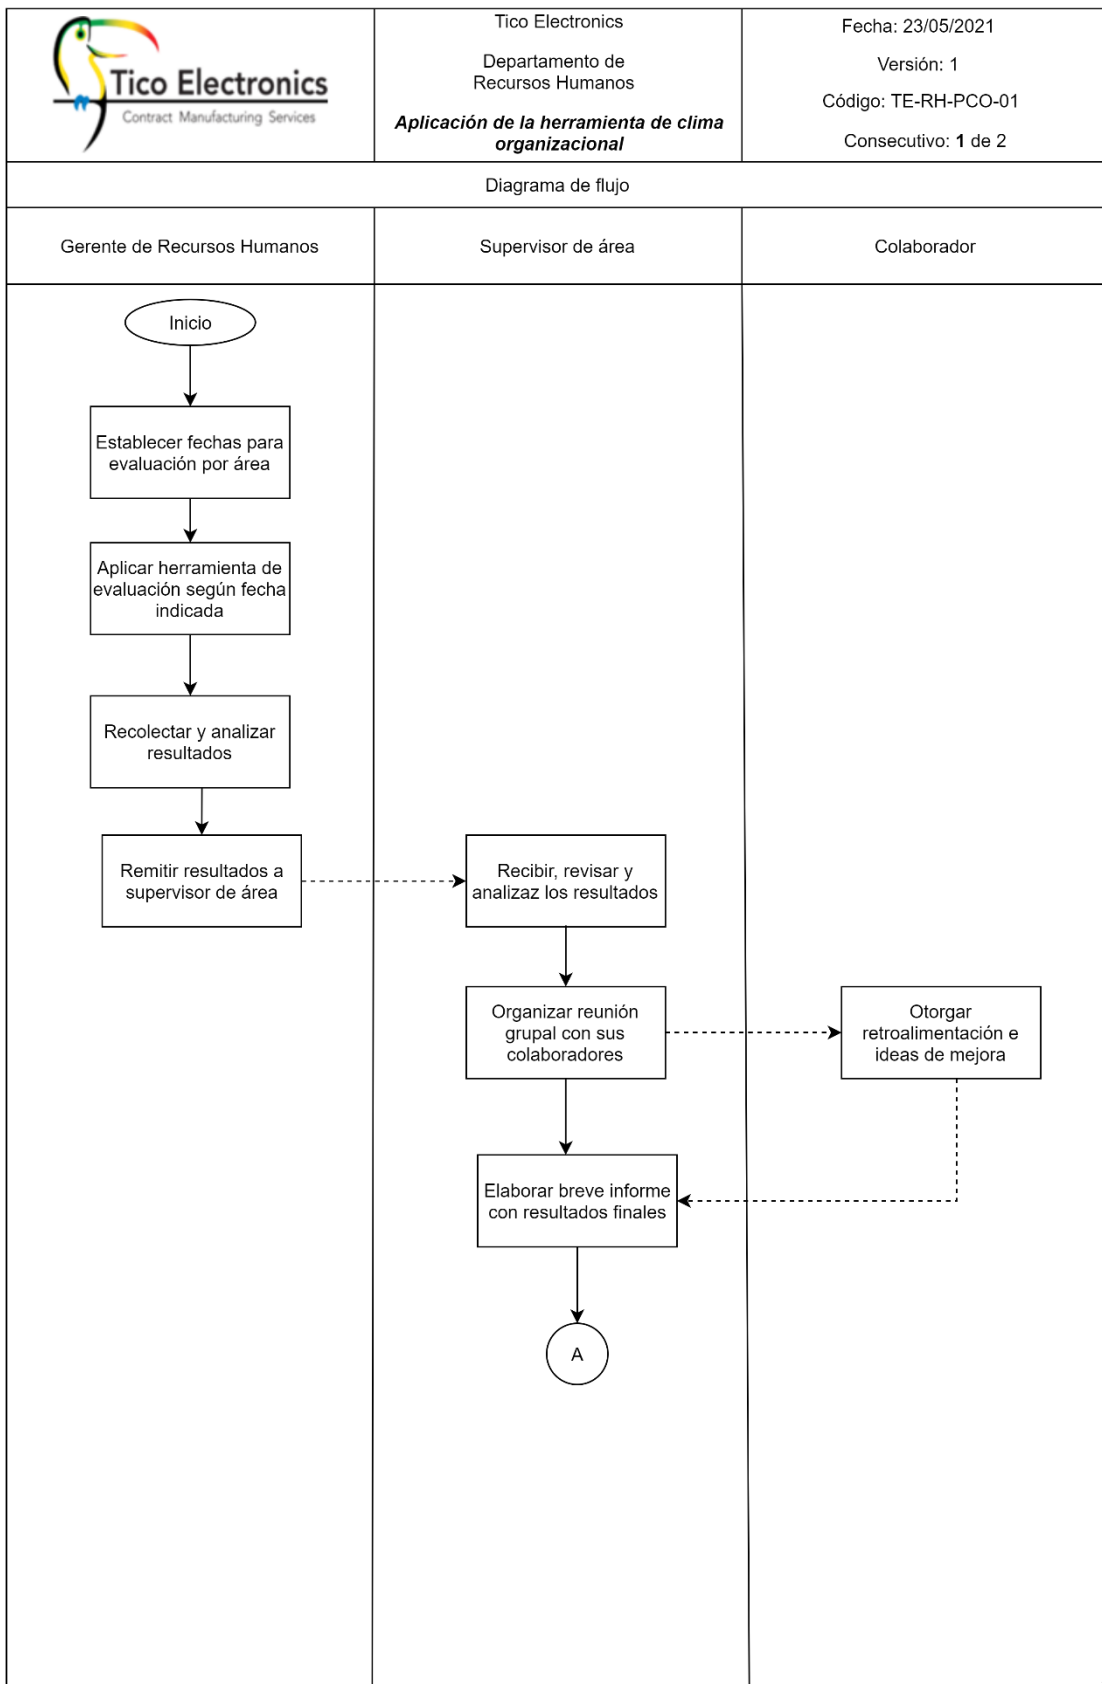 Tico Electronics
Contract Manufacturing Services
Tico Electronics
Departamento de
Recursos Humanos
Aplicación de la herramienta de clima
organizacional
Fecha: 23/05/2021
Versión: 1
Código: TE-RH-PCO-01
Consecutivo: 1 de 2
Diagrama de flujo
Gerente de Recursos Humanos
Supervisor de área
Colaborador
Inicio
Establecer fechas para
evaluación por área
Aplicar herramienta de
evaluación según fecha
indicada
Recolectar y analizar
resultados
Remitir resultados a
supervisor de área
Recibir, revisar y
analizaz los resultados
Organizar reunión
grupal con sus
colaboradores
Otorgar
retroalimentación e
ideas de mejora
Elaborar breve informe
con resultados finales
A